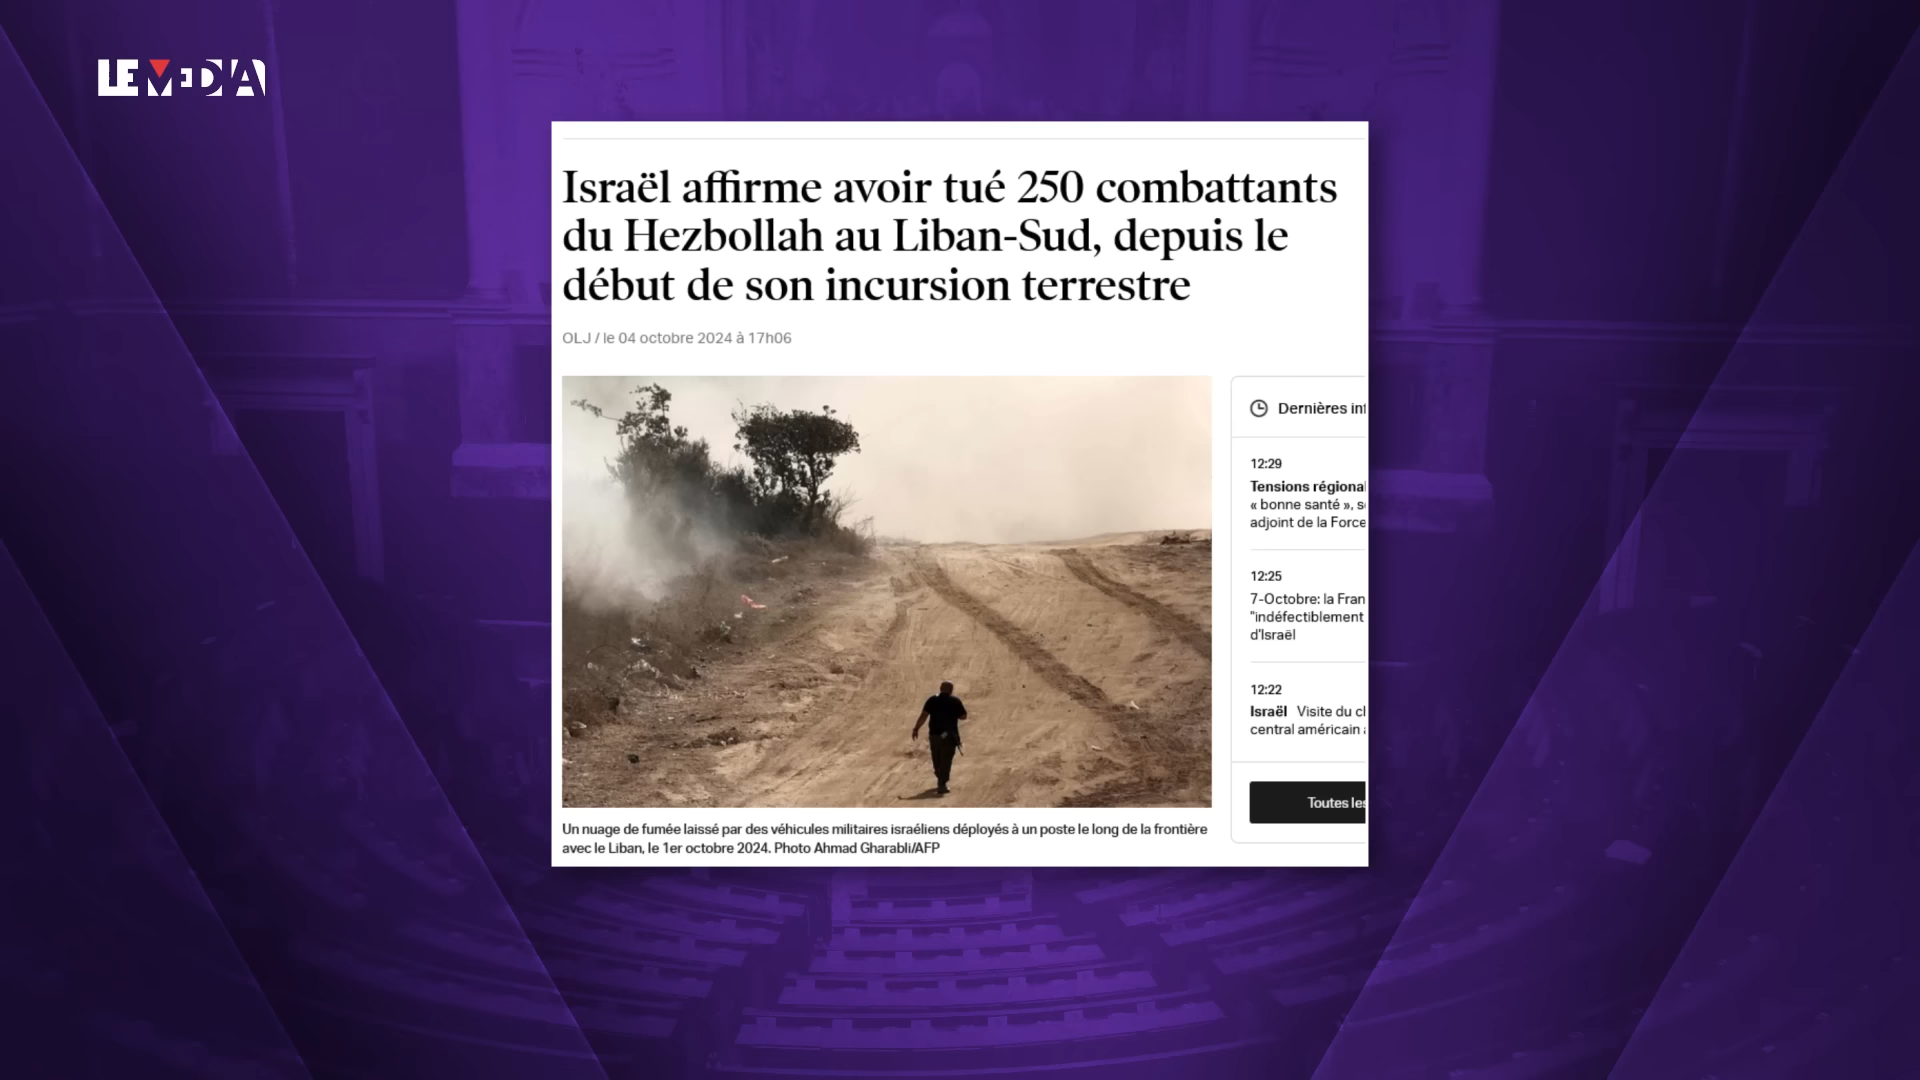 LE MEDIA
Israël affirme avoir tué 250 combattants
du Hezbollah au Liban-Sud, depuis le
début de son incursion terrestre
OLJ / le 04 octobre 2024 à 17h06
Dernières
12:29
Tensions
« bonne santé »,
adjoint de la Force
12:25
7-Octobre: la
"indéfectiblement
d'Israël
12:22
Israël Visite du
central américain
Toutes
Un nuage de fumée laissé par des véhicules militaires israéliens déployés à un poste le long de la frontière
avec le Liban, le 1er octobre 2024. Photo Ahmad Gharabli/AFP